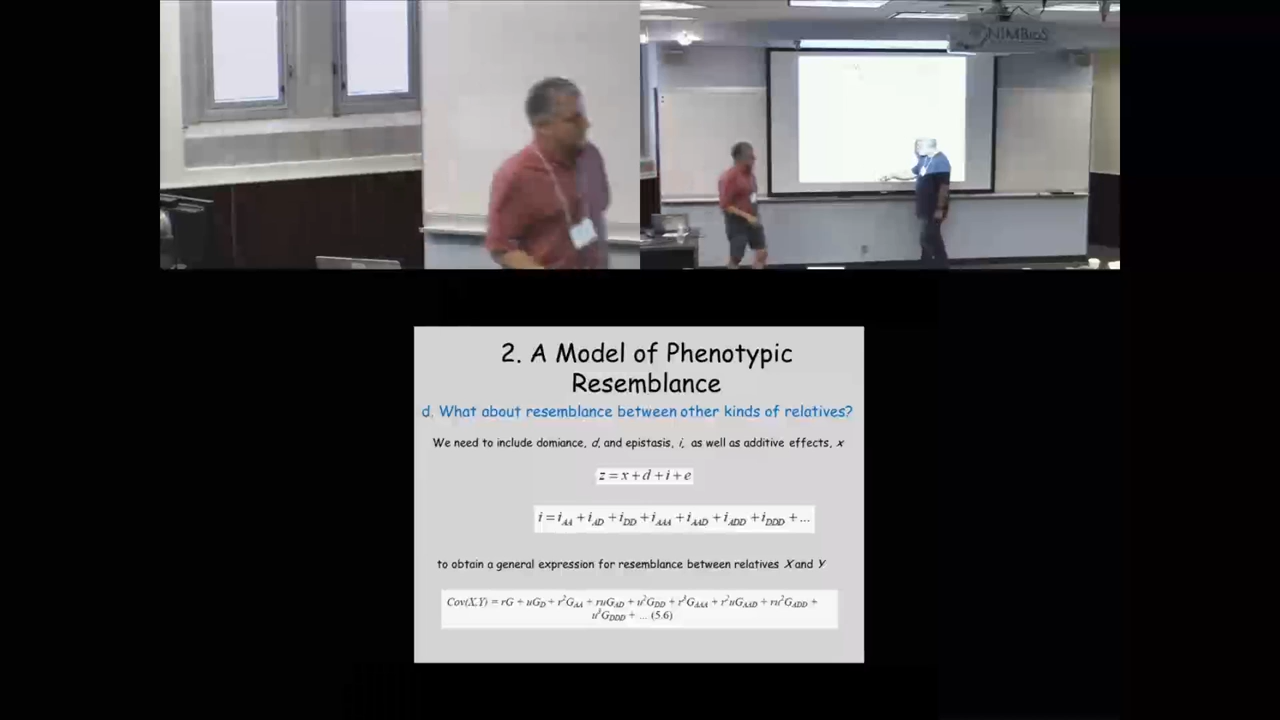 NIMBioS
2. A Model of Phenotypic
Resemblance
d. What about resemblance between other kinds of relatives?
We need to include domiance, d, and epistasis, i, as well as additive effects, x
z = x + d + i + e
i = i_AA + i_AD + i_DD + i_AAA + i_AAD + i_ADD + i_DDD + ...
to obtain a general expression for resemblance between relatives X and Y
Cov(X,Y) = rG + uG_D + r²G_AA + ruG_AD + u²G_DD + r³G_AAA + r²uG_AAD + ru²G_ADD +
u³G_DDD + ... (5.6)